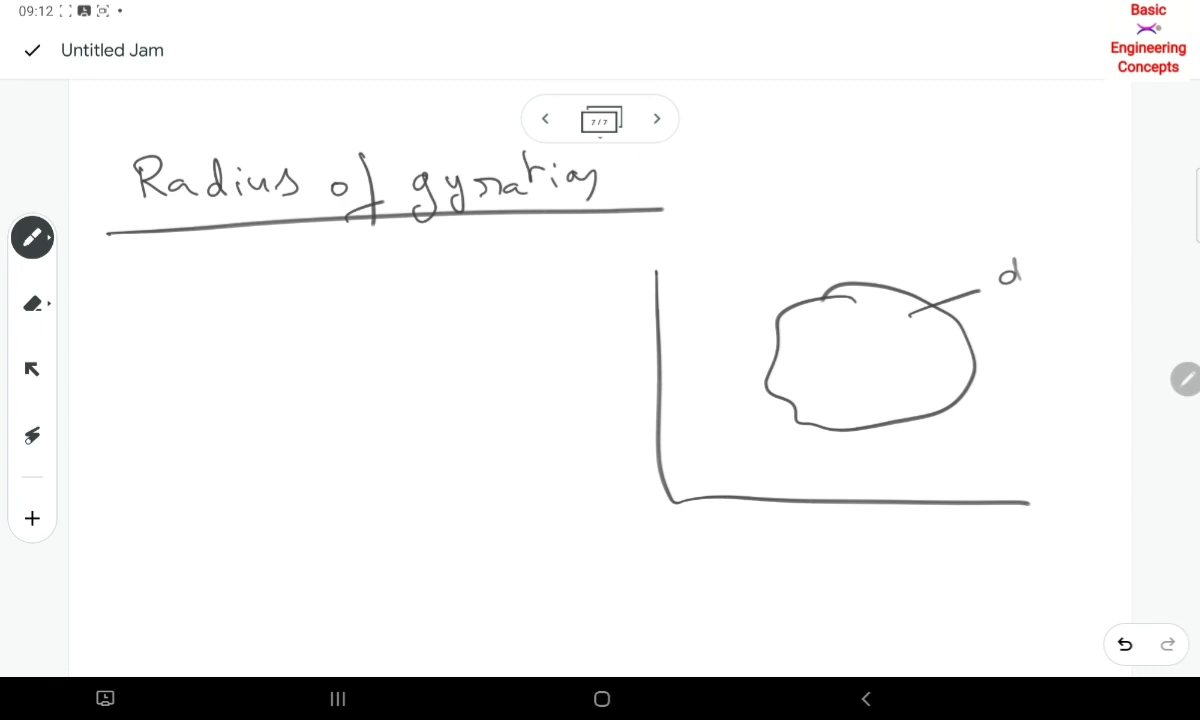 09:12
Untitled Jam
Basic
Engineering
Concepts
7/7
Radius of gyration
d